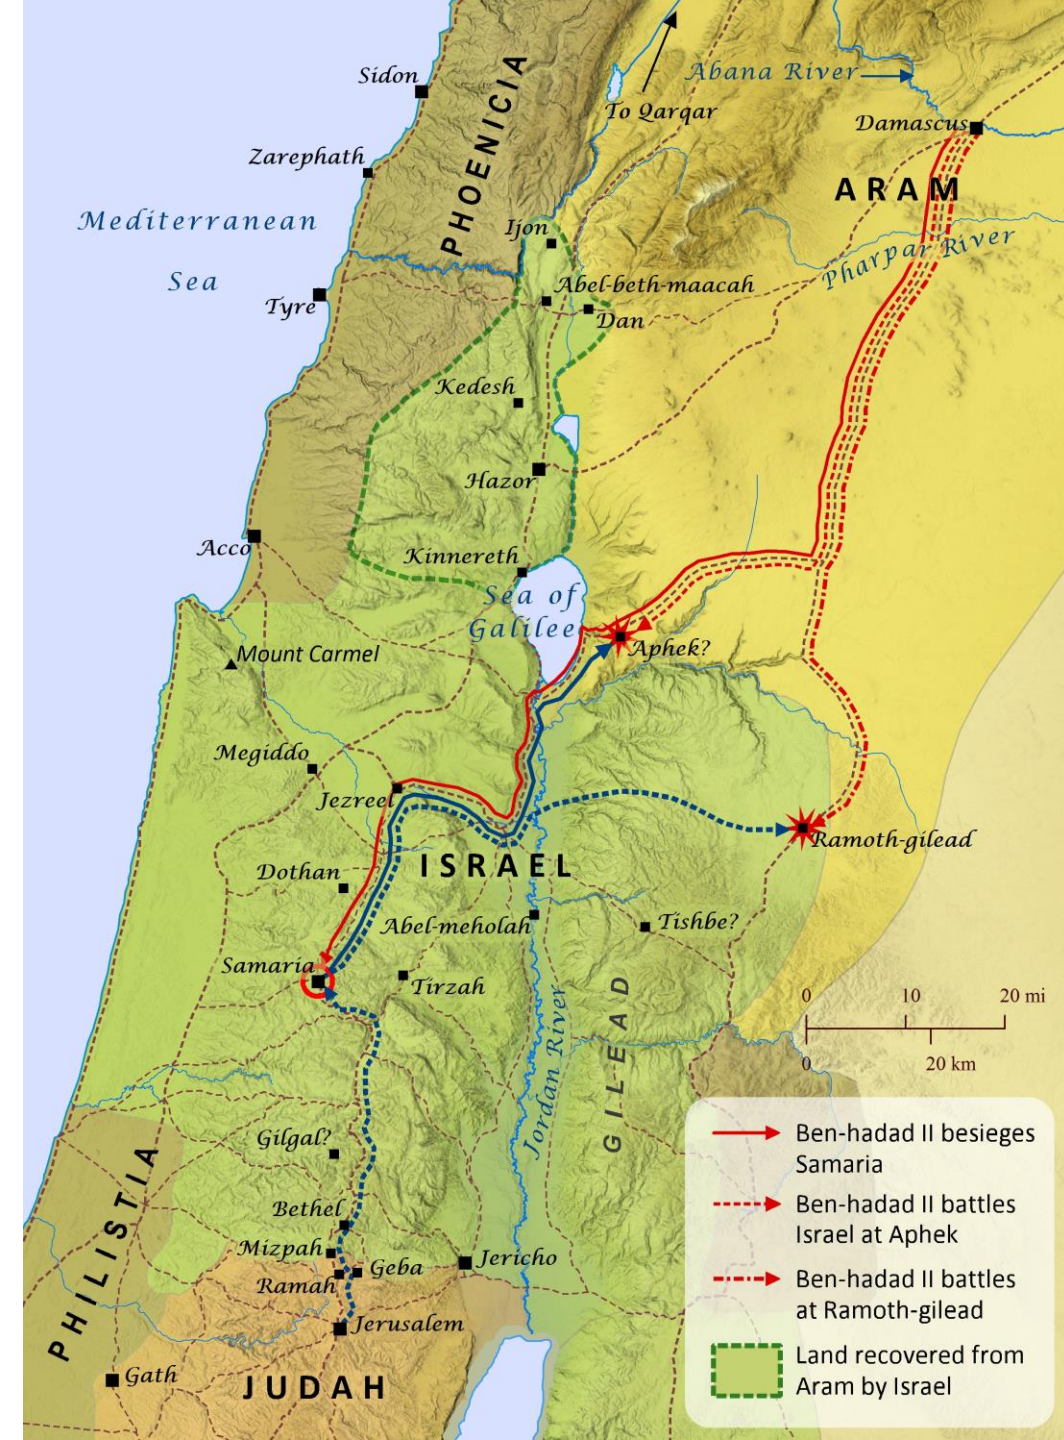 Sidon
PHOENICIA
To Qarqar
Abana River
Damascus
Zarephath
ARAM
Mediterranean
Sea
Ijon
Pharpar River
Abel-beth-maacah
Tyre
Dan
Kedesh
Hazor
Acco
Kinnereth
Sea of
Galilee
Aphek?
Mount Carmel
Megiddo
Jezreel
Ramoth-gilead
ISRAEL
Dothan
Abel-meholah
Tishbe?
Samaria
Tirzah
GILEAD
Jordan River
0 10 20 mi
0 20 km
Gilgal?
PHILISTIA
Bethel
Mizpah
Geba
Jericho
Ramah
Jerusalem
Gath
JUDAH
Ben-hadad II besieges
Samaria
Ben-hadad II battles
Israel at Aphek
Ben-hadad II battles
at Ramoth-gilead
Land recovered from
Aram by Israel